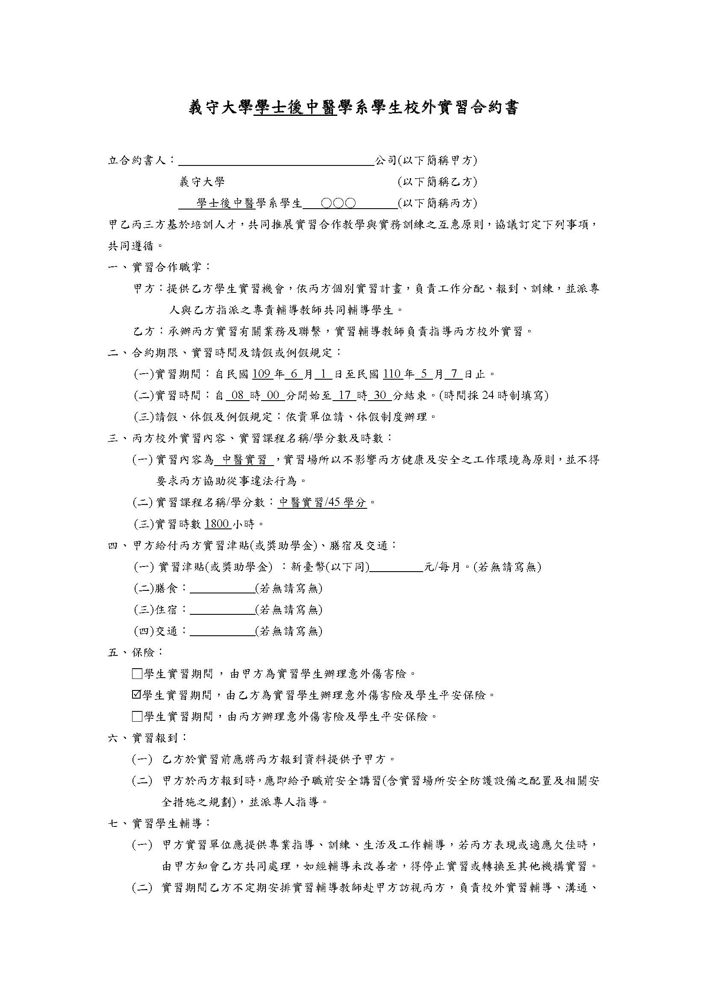 義守大學學士後中醫學系學生校外實習合約書
立合約書人：＿＿＿＿＿＿＿＿＿＿＿＿＿＿＿＿公司(以下簡稱甲方)
義守大學 (以下簡稱乙方)
學士後中醫學系學生 ○○○ (以下簡稱丙方)
甲乙丙三方基於培訓人才，共同推展實習合作教學與實務訓練之互惠原則，協議訂定下列事項，
共同遵循。
一、實習合作職掌：
甲方：提供乙方學生實習機會，依丙方個別實習計畫，負責工作分配、報到、訓練，並派專
人與乙方指派之專責輔導教師共同輔導學生。
乙方：承辦丙方實習有關業務及聯繫，實習輔導教師負責指導丙方校外實習。
二、合約期限、實習時間及請假或例假規定：
(一)實習期間：自民國 109 年 6 月 1 日至民國 110 年 5 月 7 日止。
(二)實習時間：自 08 時 00 分開始至 17 時 30 分結束。(時間採 24 時制填寫)
(三)請假、休假及例假規定：依貴單位請、休假制度辦理。
三、丙方校外實習內容、實習課程名稱/學分數及時數：
(一) 實習內容為 中醫實習 ，實習場所以不影響丙方健康及安全之工作環境為原則，並不得
要求丙方協助從事違法行為。
(二) 實習課程名稱/學分數：中醫實習/45 學分。
(三)實習時數 1800 小時。
四、甲方給付丙方實習津貼(或獎助學金)、膳宿及交通：
(一) 實習津貼(或獎助學金) ：新臺幣(以下同)＿＿＿＿元/每月。(若無請寫無)
(二)膳食：＿＿＿＿＿(若無請寫無)
(三)住宿：＿＿＿＿＿(若無請寫無)
(四)交通：＿＿＿＿＿(若無請寫無)
五、保險：
□學生實習期間，由甲方為實習學生辦理意外傷害險。
☑學生實習期間，由乙方為實習學生辦理意外傷害險及學生平安保險。
□學生實習期間，由丙方辦理意外傷害險及學生平安保險。
六、實習報到：
(一) 乙方於實習前應將丙方報到資料提供予甲方。
(二) 甲方於丙方報到時，應即給予職前安全講習(含實習場所安全防護設備之配置及相關安
全措施之規劃)，並派專人指導。
七、實習學生輔導：
(一) 甲方實習單位應提供專業指導、訓練、生活及工作輔導，若丙方表現或適應欠佳時，
由甲方知會乙方共同處理，如經輔導未改善者，得停止實習或轉換至其他機構實習。
(二) 實習期間乙方不定期安排實習輔導教師赴甲方訪視丙方，負責校外實習輔導、溝通、